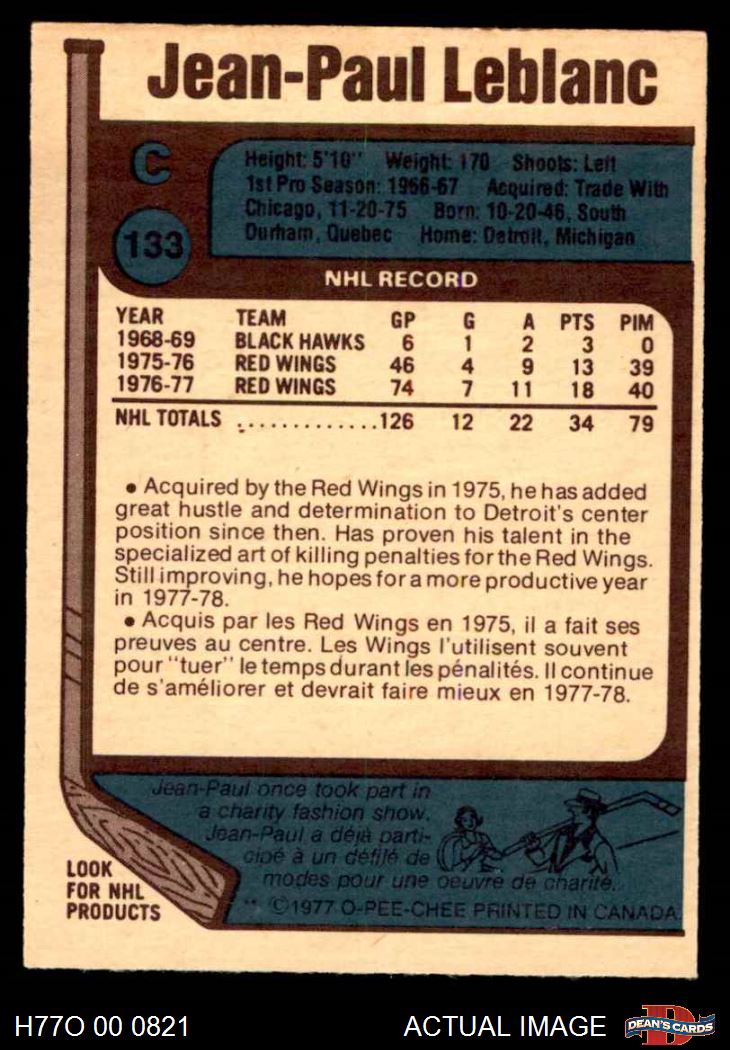 Jean-Paul Leblanc
C
133
Height: 5'10" Weight: 170 Shoots: Left
1st Pro Season: 1966-67 Acquired: Trade With
Chicago, 11-20-75 Born: 10-20-46, South
Durham, Quebec Home: Detroit, Michigan
NHL RECORD
YEAR TEAM GP G A PTS PIM
1968-69 BLACK HAWKS 6 1 2 3 0
1975-76 RED WINGS 46 4 9 13 39
1976-77 RED WINGS 74 7 11 18 40
NHL TOTALS .............126 12 22 34 79
• Acquired by the Red Wings in 1975, he has added
great hustle and determination to Detroit's center
position since then. Has proven his talent in the
specialized art of killing penalties for the Red Wings.
Still improving, he hopes for a more productive year
in 1977-78.
• Acquis par les Red Wings en 1975, il a fait ses
preuves au centre. Les Wings l'utilisent souvent
pour "tuer" le temps durant les pénalités. Il continue
de s'améliorer et devrait faire mieux en 1977-78.
Jean-Paul once took part in
a charity fashion show.
Jean-Paul a déjà parti-
cipé à un défilé de
modes pour une oeuvre de charité.
LOOK
FOR NHL
PRODUCTS
** ©1977 O-PEE-CHEE PRINTED IN CANADA.
H77O 00 0821
ACTUAL IMAGE
D
DEAN'S CARDS